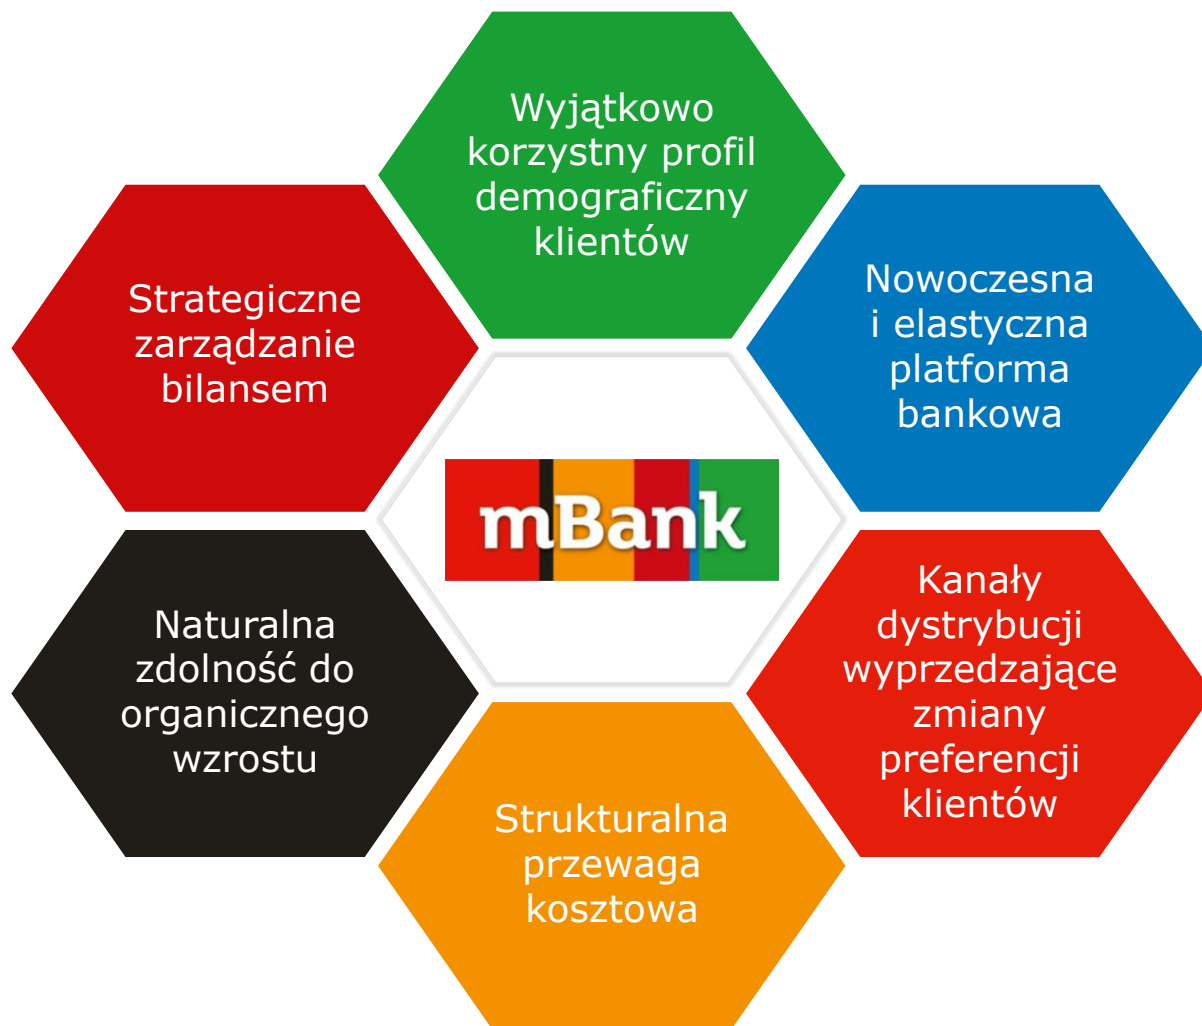 Wyjątkowo
korzystny profil
demograficzny
klientów
Strategiczne
zarządzanie
bilansem
Nowoczesna
i elastyczna
platforma
bankowa
mBank
Naturalna
zdolność do
organicznego
wzrostu
Kanały
dystrybucji
wyprzedzające
zmiany
preferencji
klientów
Strukturalna
przewaga
kosztowa